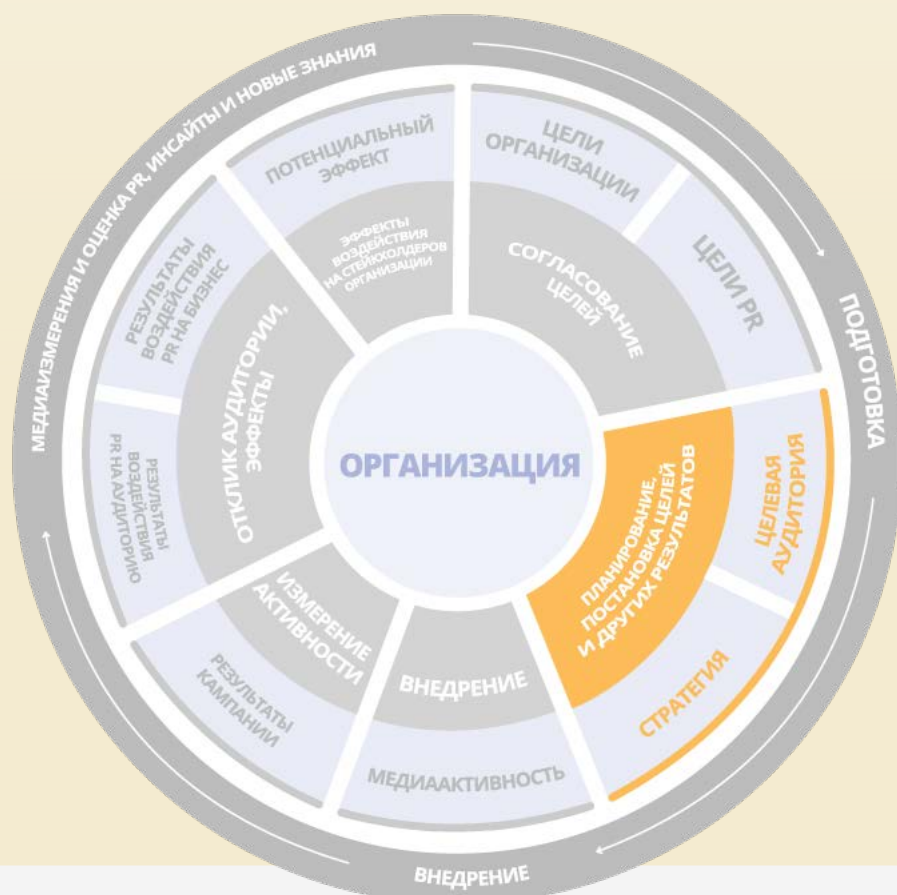 МЕДИАИЗМЕРЕНИЯ И ОЦЕНКА PR, ИНСАЙТЫ И НОВЫЕ ЗНАНИЯ
ПОДГОТОВКА
ВНЕДРЕНИЕ
ЦЕЛИ
ОРГАНИЗАЦИИ
ЦЕЛИ PR
СОГЛАСОВАНИЕ
ЦЕЛЕЙ
ЦЕЛЕВАЯ
АУДИТОРИЯ
СТРАТЕГИЯ
ПЛАНИРОВАНИЕ,
ПОСТАНОВКА ЦЕЛЕЙ
И ДРУГИХ РЕЗУЛЬТАТОВ
ВНЕДРЕНИЕ
МЕДИААКТИВНОСТЬ
ИЗМЕРЕНИЕ
АКТИВНОСТИ
РЕЗУЛЬТАТЫ
КАМПАНИИ
ОТКЛИК АУДИТОРИИ,
ЭФФЕКТЫ
РЕЗУЛЬТАТЫ
ВОЗДЕЙСТВИЯ
PR НА АУДИТОРИЮ
РЕЗУЛЬТАТЫ
ВОЗДЕЙСТВИЯ
PR НА БИЗНЕС
ПОТЕНЦИАЛЬНЫЙ
ЭФФЕКТ
ЭФФЕКТЫ
ВОЗДЕЙСТВИЯ
НА СТЕЙКХОЛДЕРОВ
ОРГАНИЗАЦИИ
ОРГАНИЗАЦИЯ